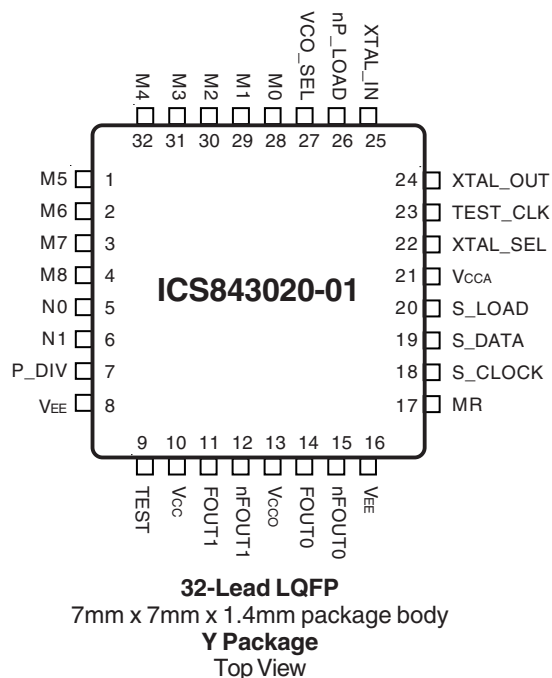 M4
M3
M2
M1
M0
VCO_SEL
nP_LOAD
XTAL_IN
32 31 30 29 28 27 26 25
M5 1
M6 2
M7 3
M8 4
N0 5
N1 6
P_DIV 7
VEE 8
ICS843020-01
24 XTAL_OUT
23 TEST_CLK
22 XTAL_SEL
21 VCCA
20 S_LOAD
19 S_DATA
18 S_CLOCK
17 MR
9 10 11 12 13 14 15 16
TEST
VCC
FOUT1
nFOUT1
VCCO
FOUT0
nFOUT0
VEE
32-Lead LQFP
7mm x 7mm x 1.4mm package body
Y Package
Top View